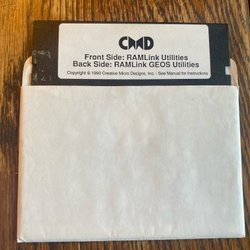 CMD
Front Side: RAMLink Utilities
Back Side: RAMLink GEOS Utilities
Copyright © 1990 Creative Micro Designs, Inc. - See Manual for Instructions